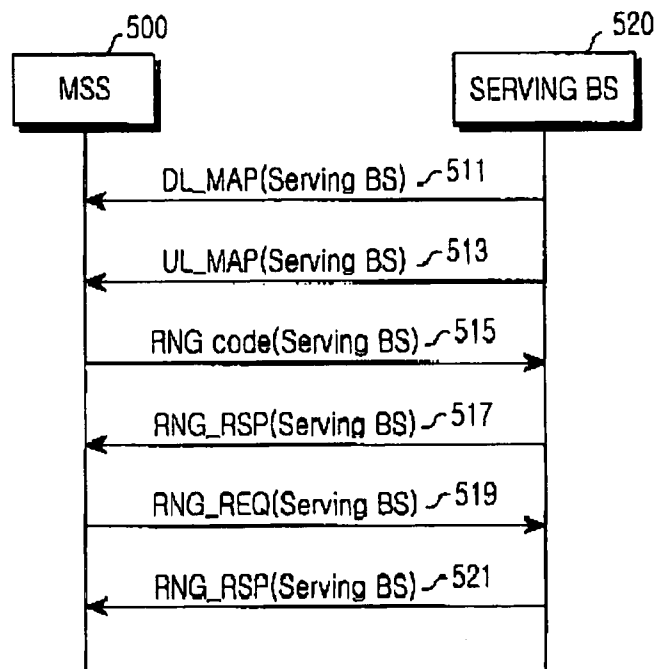 500
520
MSS
SERVING BS
DL_MAP(Serving BS) 511
UL_MAP(Serving BS) 513
RNG code(Serving BS) 515
RNG_RSP(Serving BS) 517
RNG_REQ(Serving BS) 519
RNG_RSP(Serving BS) 521